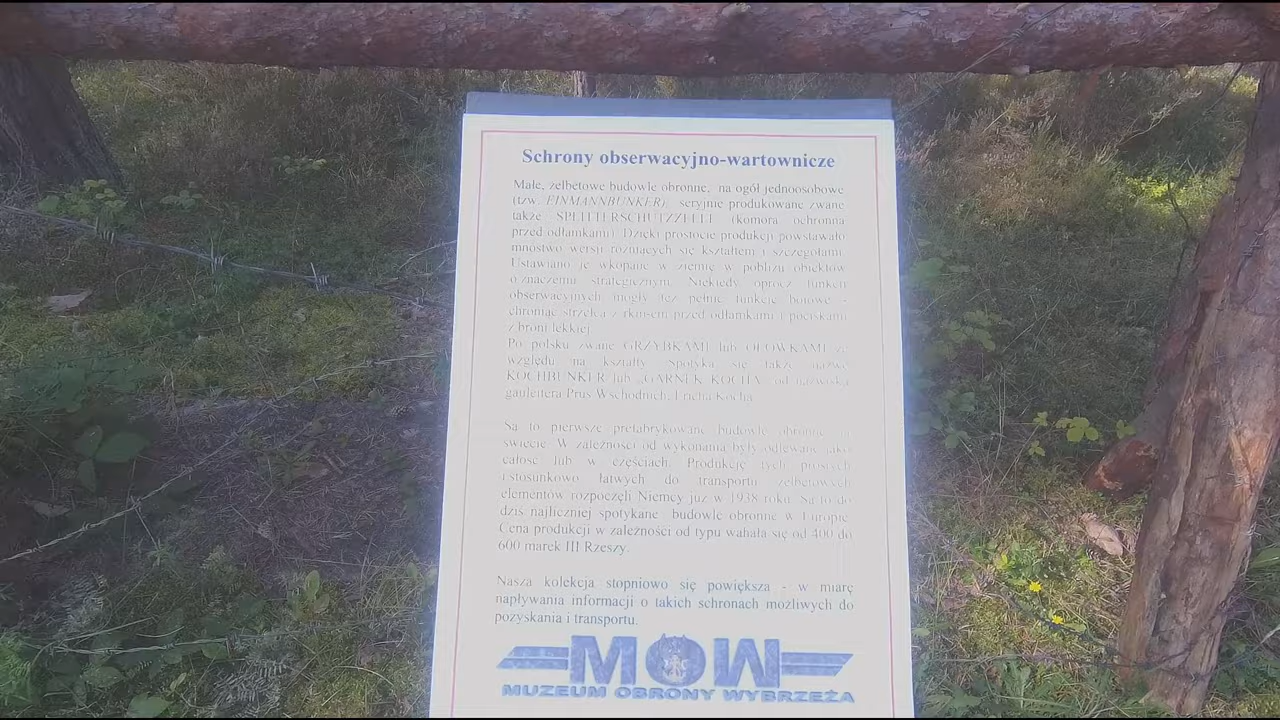 Schrony obserwacyjno-wartownicze
Małe, żelbetowe budowle obronne, na ogół jednoosobowe
(tzw. EINMANNBUNKER), seryjnie produkowane zwane
także SPLITTERSCHUTZZELLE (komora ochronna
przed odłamkami). Dzięki prostocie produkcji powstawało
mnóstwo wersji różniących się kształtem i szczegółami.
Ustawiano je wkopane w ziemię w pobliżu obiektów
o znaczeniu strategicznym. Niekiedy oprócz funkcji
obserwacyjnych mogły też pełnić funkcje bojowe -
chroniąc strzelca z rkm-em przed odłamkami i pociskami
z broni lekkiej.
Po polsku zwane GRZYBKAMI lub OŁÓWKAMI ze
względu na kształty. Spotyka się także nazwę
KOCHBUNKER lub „GARNEK KOCHA" od nazwiska
gauleitera Prus Wschodnich, Ericha Kocha.
Są to pierwsze prefabrykowane budowle obronne
świecie. W zależności od wykonania były odlewane jako
całość lub w częściach. Produkcję tych prostych
i stosunkowo łatwych do transportu żelbetowych
elementów rozpoczęli Niemcy już w 1938 roku. Są to do
dziś najliczniej spotykane budowle obronne w Europie.
Cena produkcji w zależności od typu wahała się od 400 do
600 marek III Rzeszy.
Nasza kolekcja stopniowo się powiększa - w miarę
napływania informacji o takich schronach możliwych do
pozyskania i transportu.
MOW
MUZEUM OBRONY WYBRZEŻA